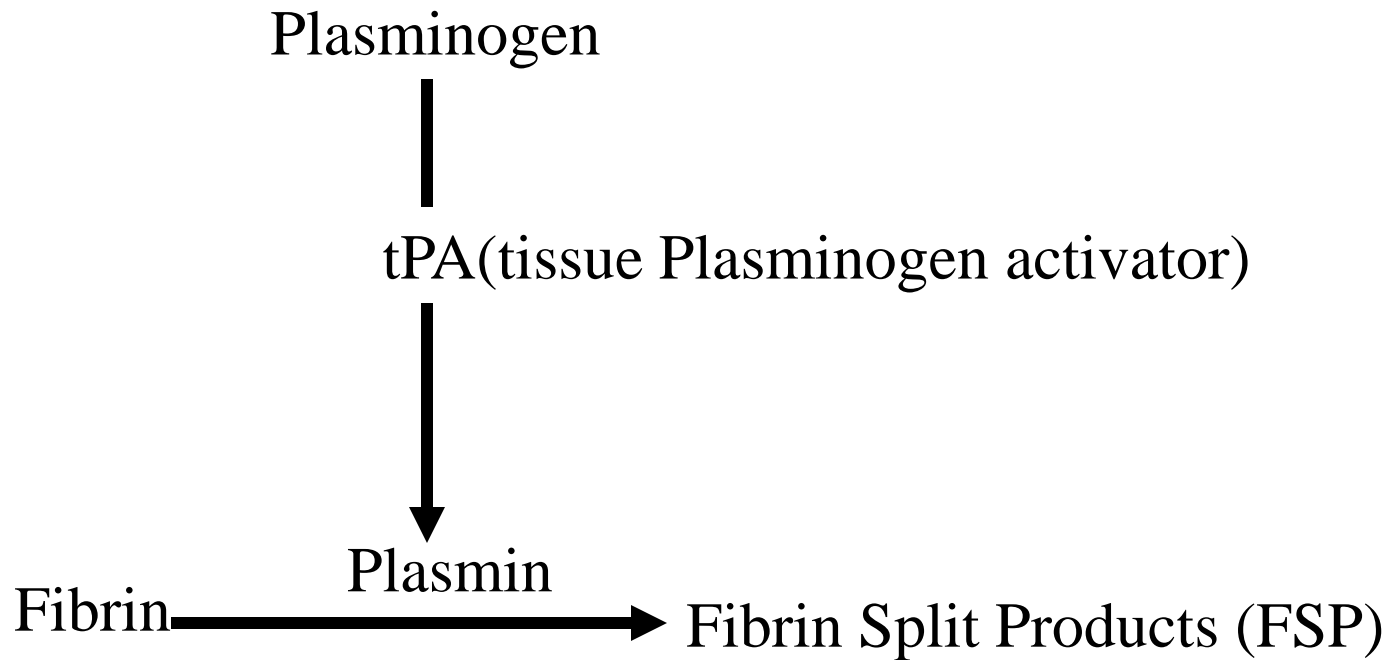 Plasminogen
tPA(tissue Plasminogen activator)
Plasmin
Fibrin
Fibrin Split Products (FSP)